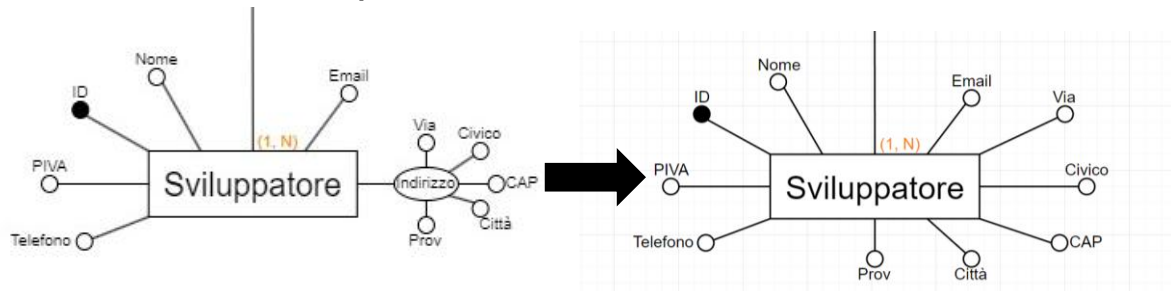 Nome
Email
ID
(1, N)
PIVA
Sviluppatore
Telefono
Via
Civico
Indirizzo
CAP
Città
Prov
Nome
Email
ID
Via
(1, N)
PIVA
Sviluppatore
Civico
Telefono
CAP
Prov
Città